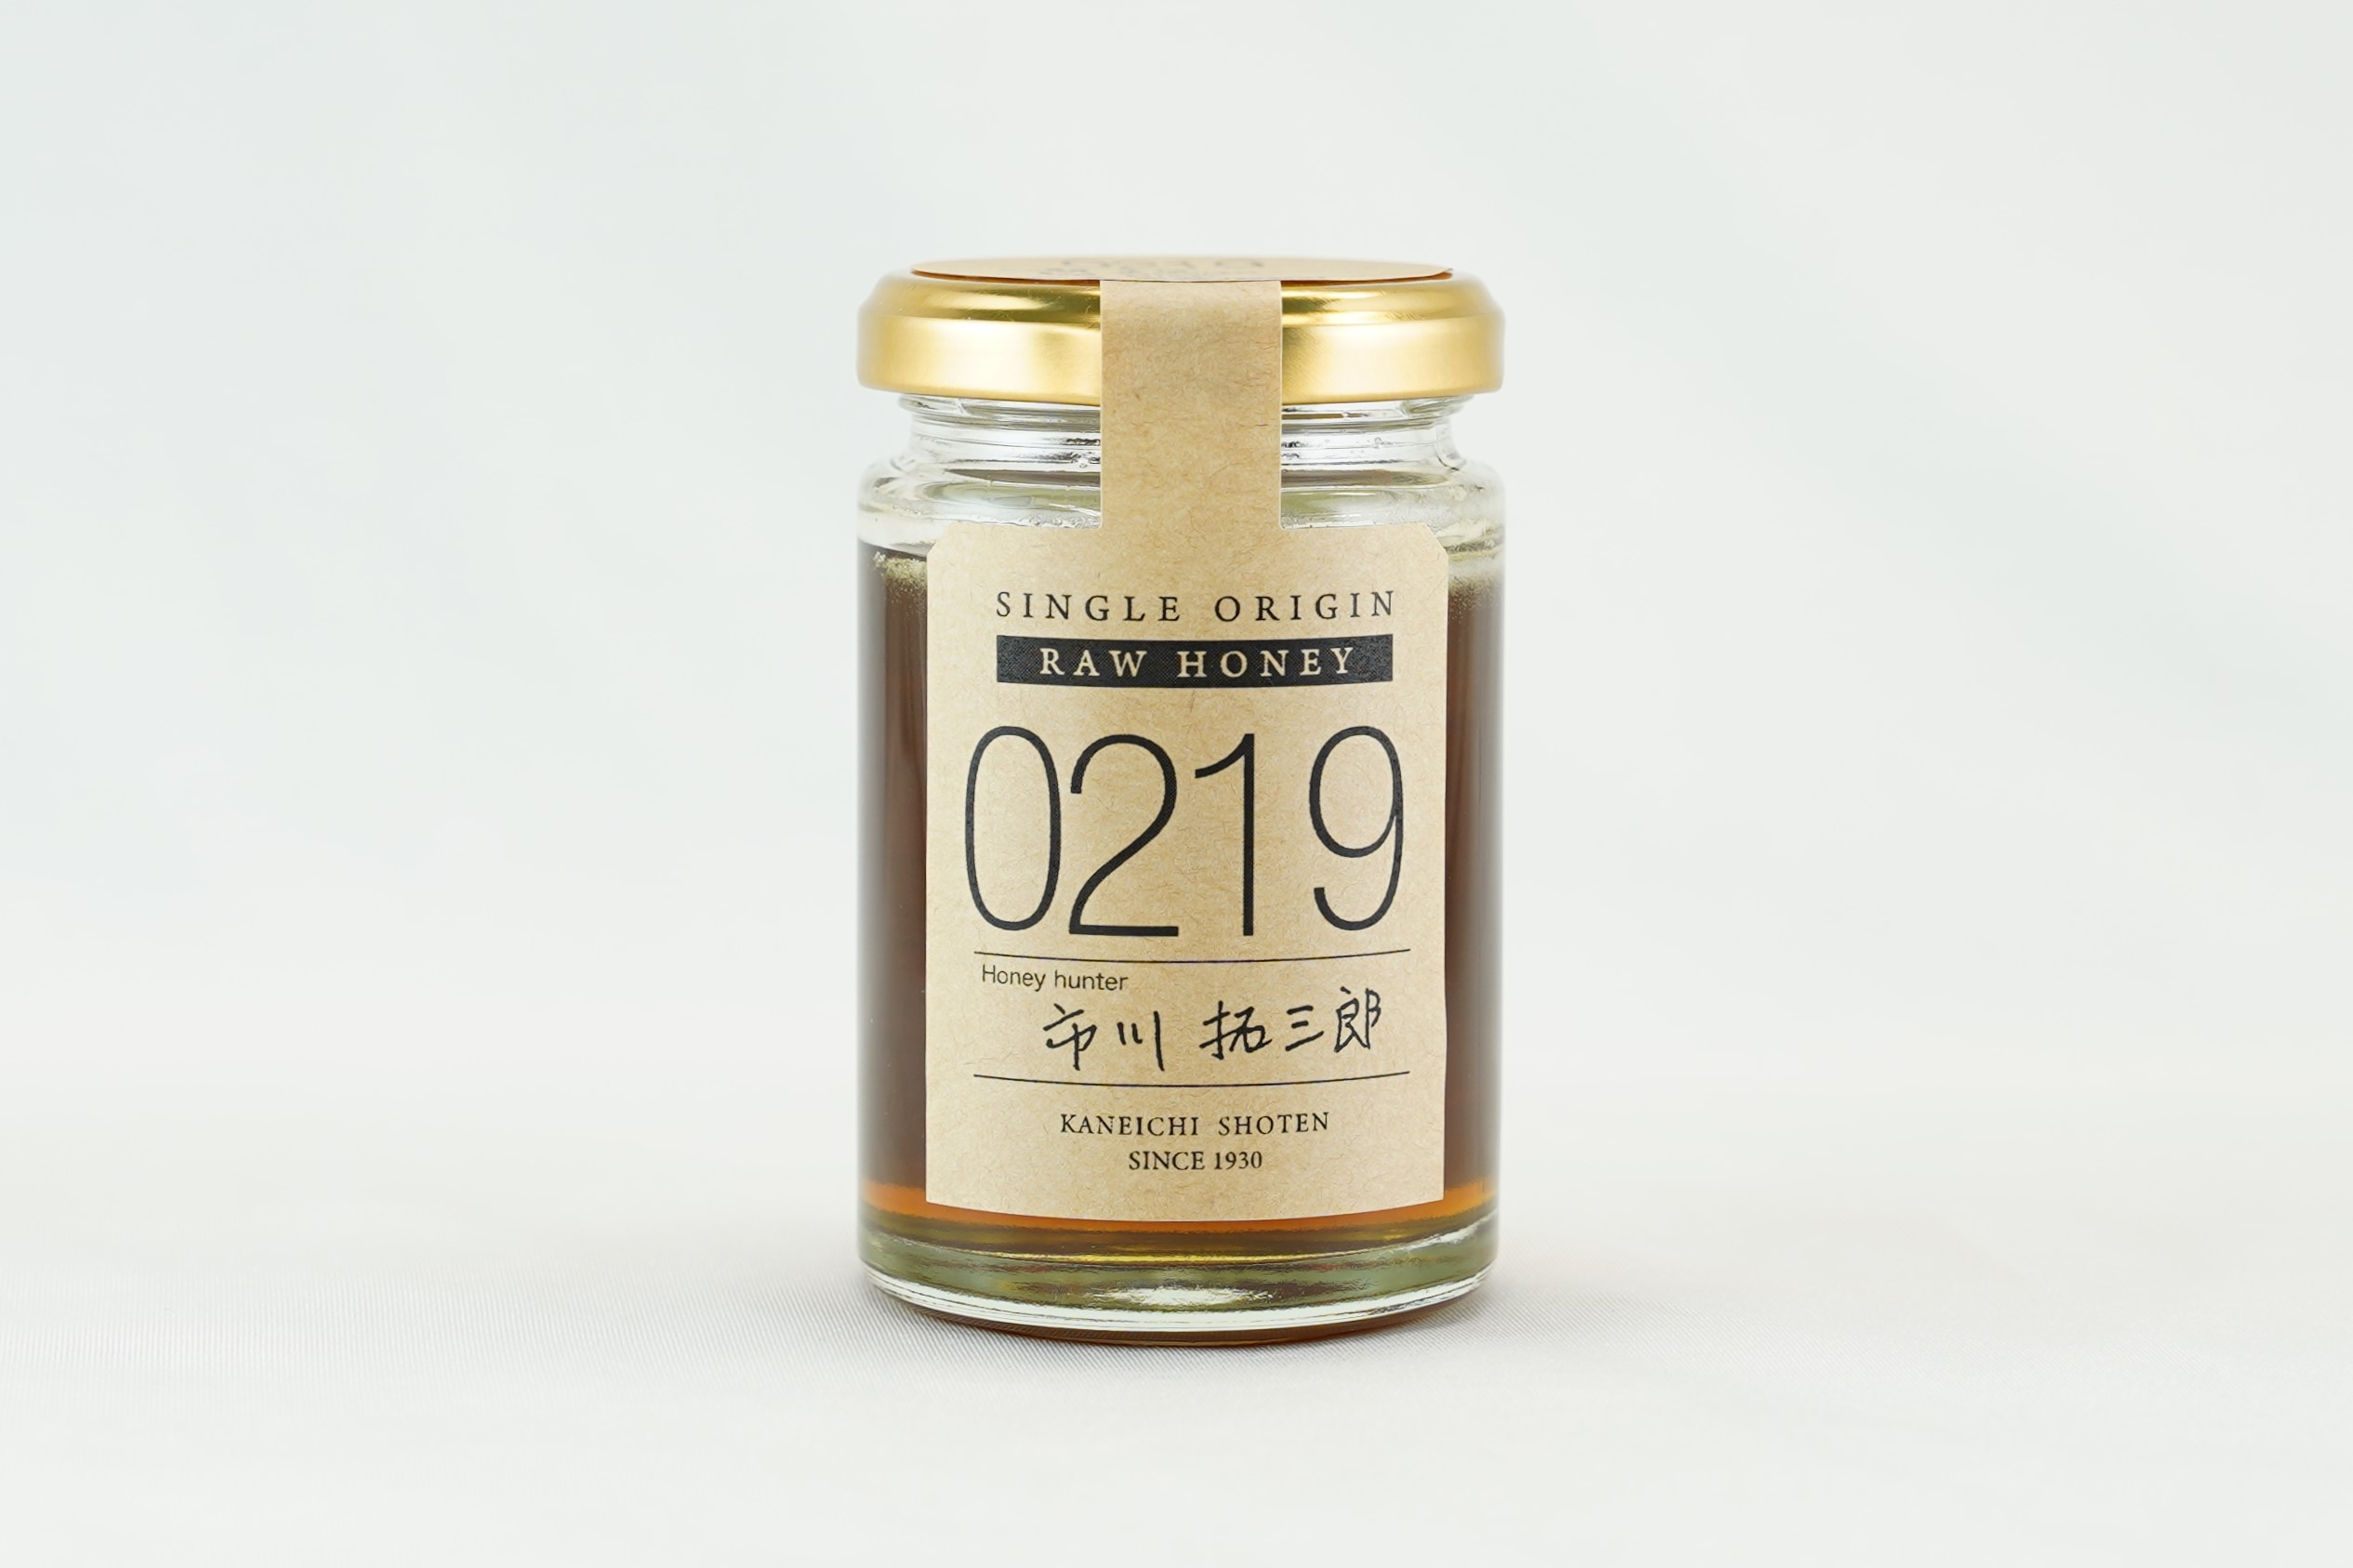 SINGLE ORIGIN
RAW HONEY
0219
Honey hunter
市川 拓三郎
KANEICHI SHOTEN
SINCE 1930